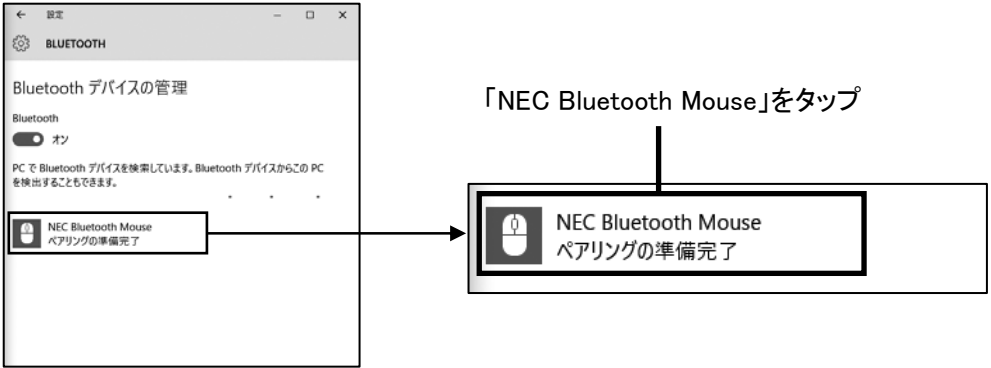 設定
BLUETOOTH
Bluetooth デバイスの管理
Bluetooth
オン
PC で Bluetooth デバイスを検索しています。Bluetooth デバイスからこの PC
を検出することもできます。
NEC Bluetooth Mouse
ペアリングの準備完了
「NEC Bluetooth Mouse」をタップ
NEC Bluetooth Mouse
ペアリングの準備完了